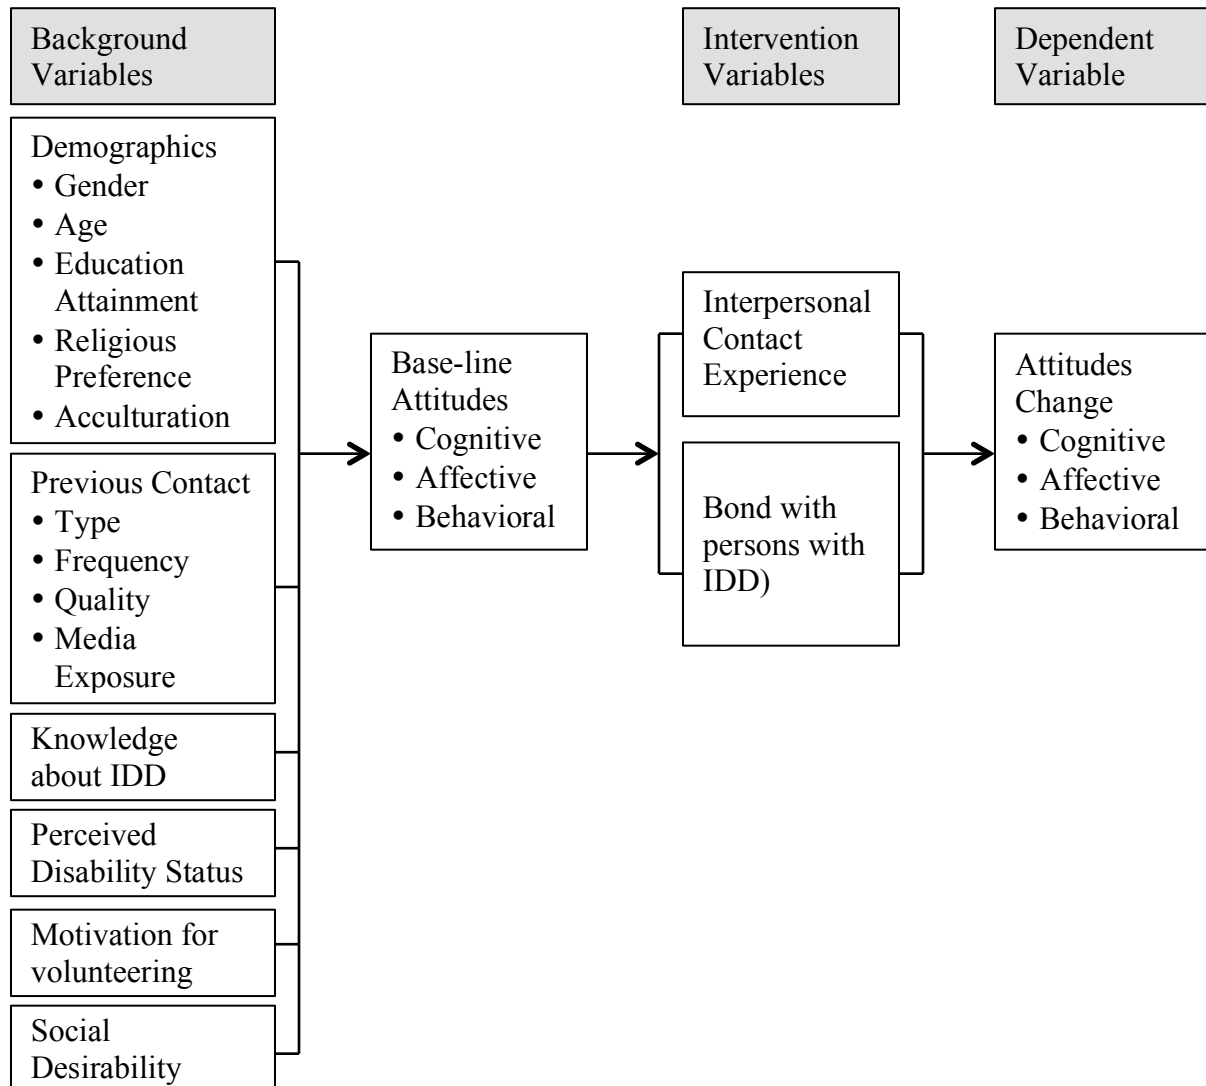 Background
Variables
Intervention
Variables
Dependent
Variable
Demographics
• Gender
• Age
• Education
Attainment
• Religious
Preference
• Acculturation
Previous Contact
• Type
• Frequency
• Quality
• Media
Exposure
Knowledge
about IDD
Perceived
Disability Status
Motivation for
volunteering
Social
Desirability
Base-line
Attitudes
• Cognitive
• Affective
• Behavioral
Interpersonal
Contact
Experience
Bond with
persons with
IDD)
Attitudes
Change
• Cognitive
• Affective
• Behavioral